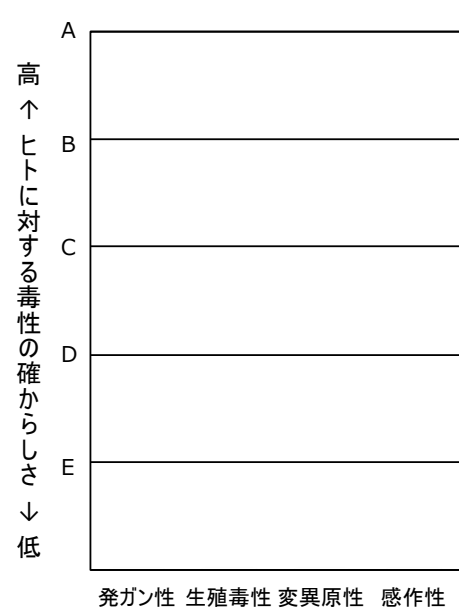 A
B
C
D
E
高 ↑ ヒトに対する毒性の確からしさ ↓ 低
発ガン性 生殖毒性 変異原性 感作性